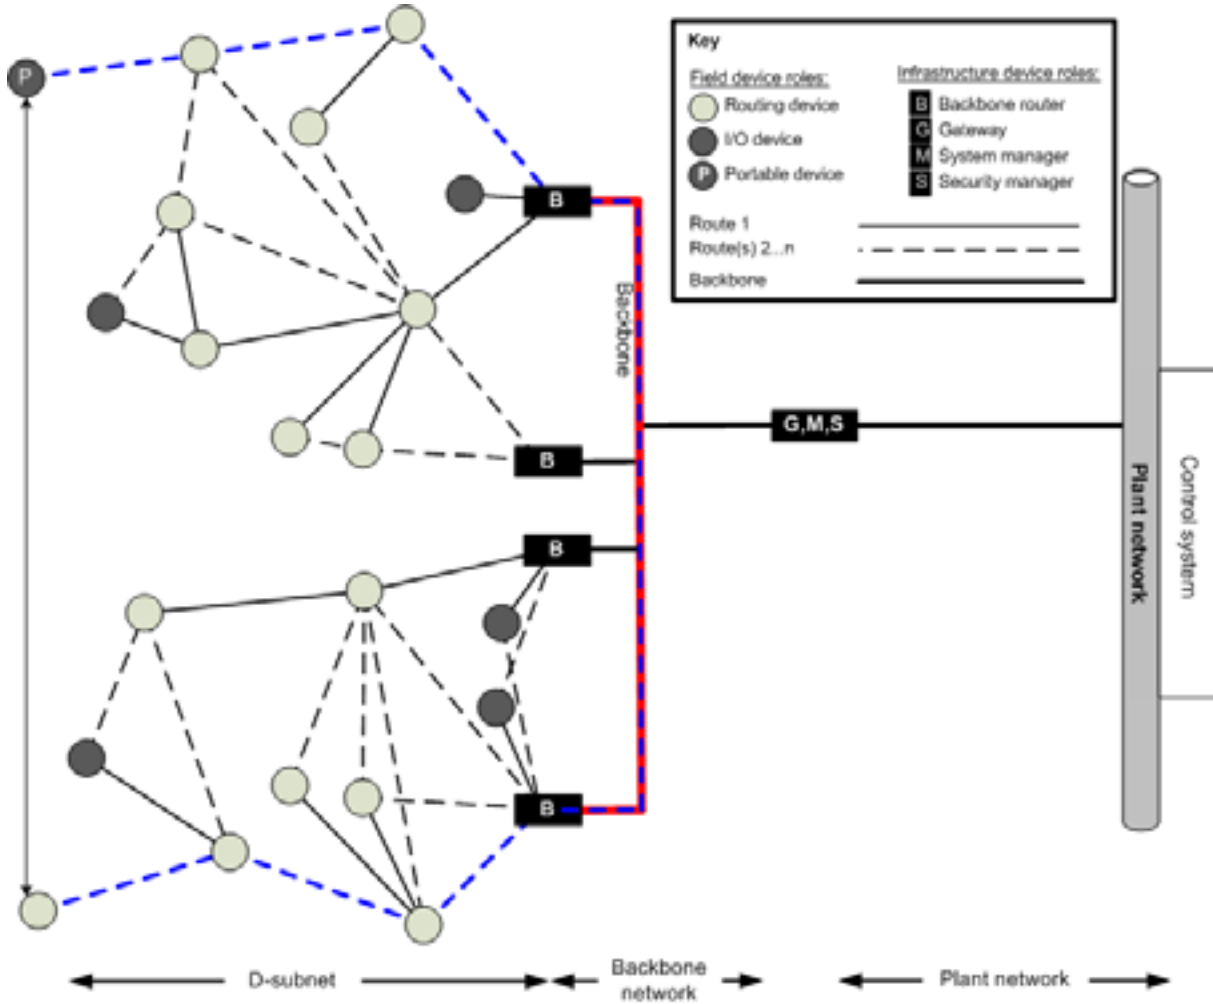 Key
Field device roles:
Routing device
I/O device
P Portable device
Infrastructure device roles:
B Backbone router
G Gateway
M System manager
S Security manager
Route 1
Route(s) 2...n
Backbone
P
B
Backbone
G,M,S
B
B
B
Plant network
Control system
D-subnet
Backbone
network
Plant network